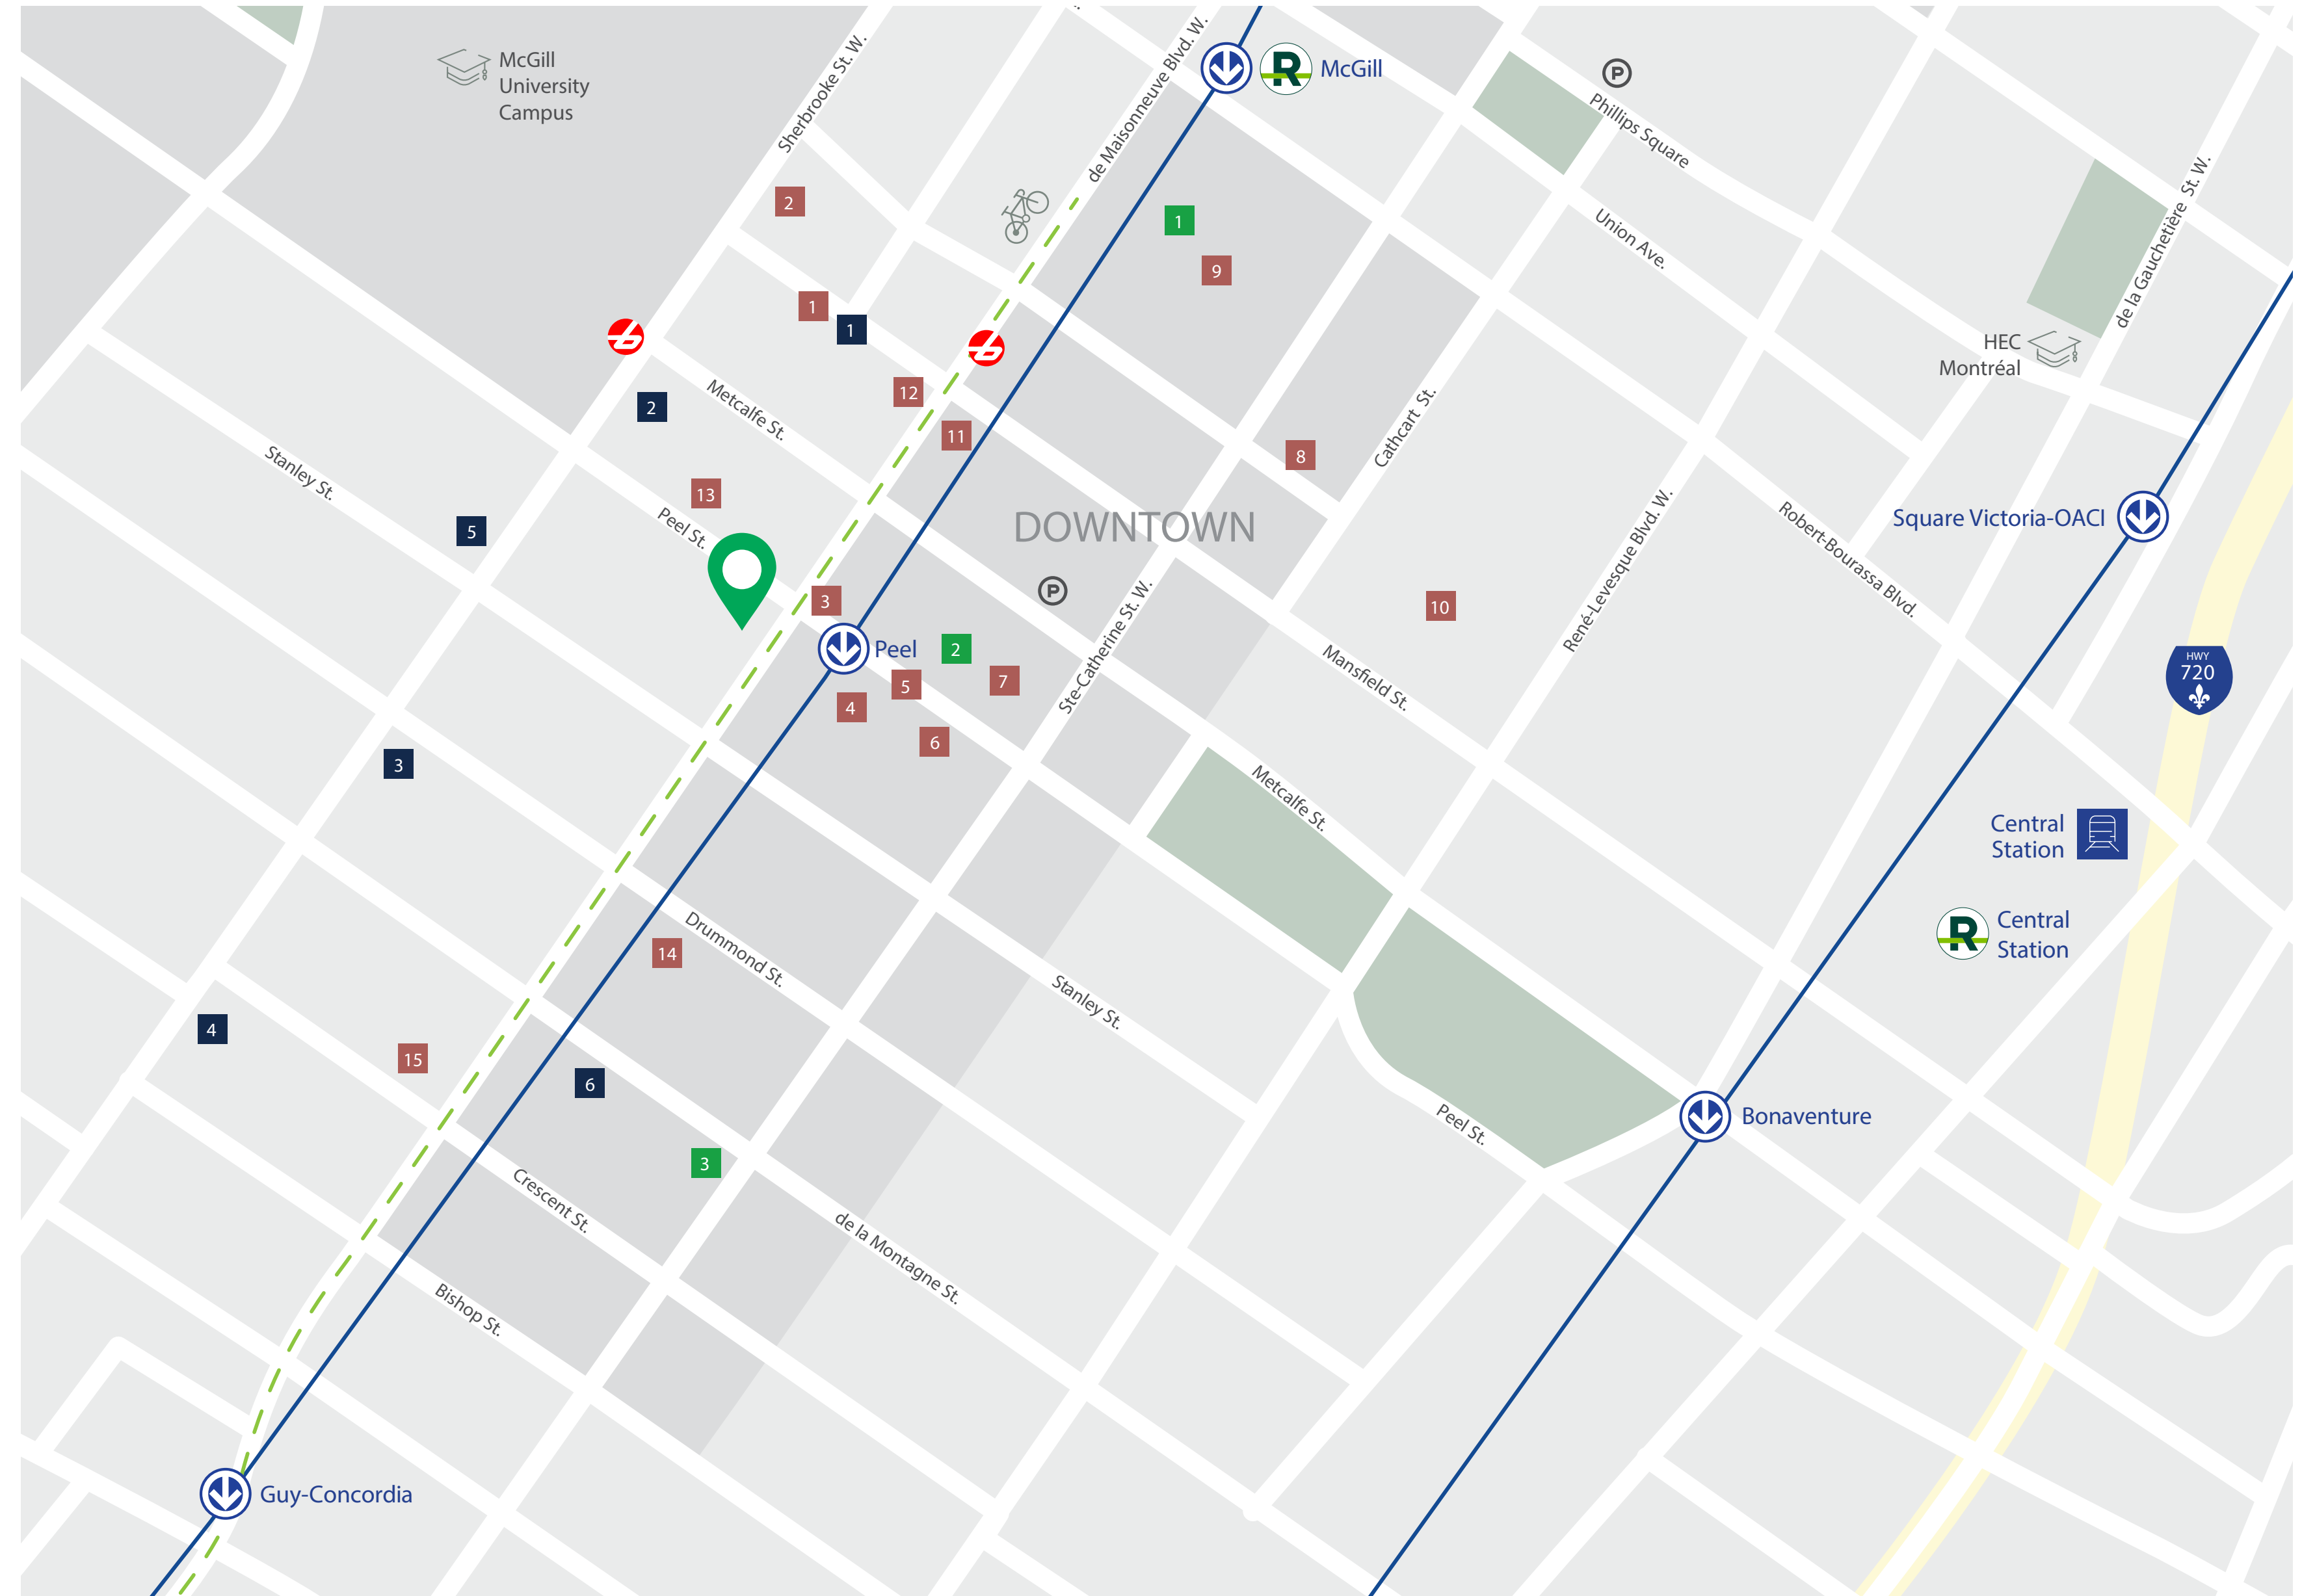 McGill
University
Campus
Sherbrooke St. W.
de Maisonneuve Blvd. W.
R
McGill
P
Phillips Square
2
1
9
Union Ave.
de la Gauchetière St. W.
1
1
HEC
Montréal
2
Metcalfe St.
12
11
8
Cathcart St.
Stanley St.
13
5
Peel St.
DOWNTOWN
René-Levesque Blvd. W.
Robert-Bourassa Blvd.
Square Victoria-OACI
P
3
10
Peel
2
5
7
4
6
Ste-Catherine St. W.
Mansfield St.
HWY
720
3
Metcalfe St.
Central
Station
R
Central
Station
14
Drummond St.
Stanley St.
4
15
6
Peel St.
Bonaventure
3
Crescent St.
de la Montagne St.
Bishop St.
Guy-Concordia